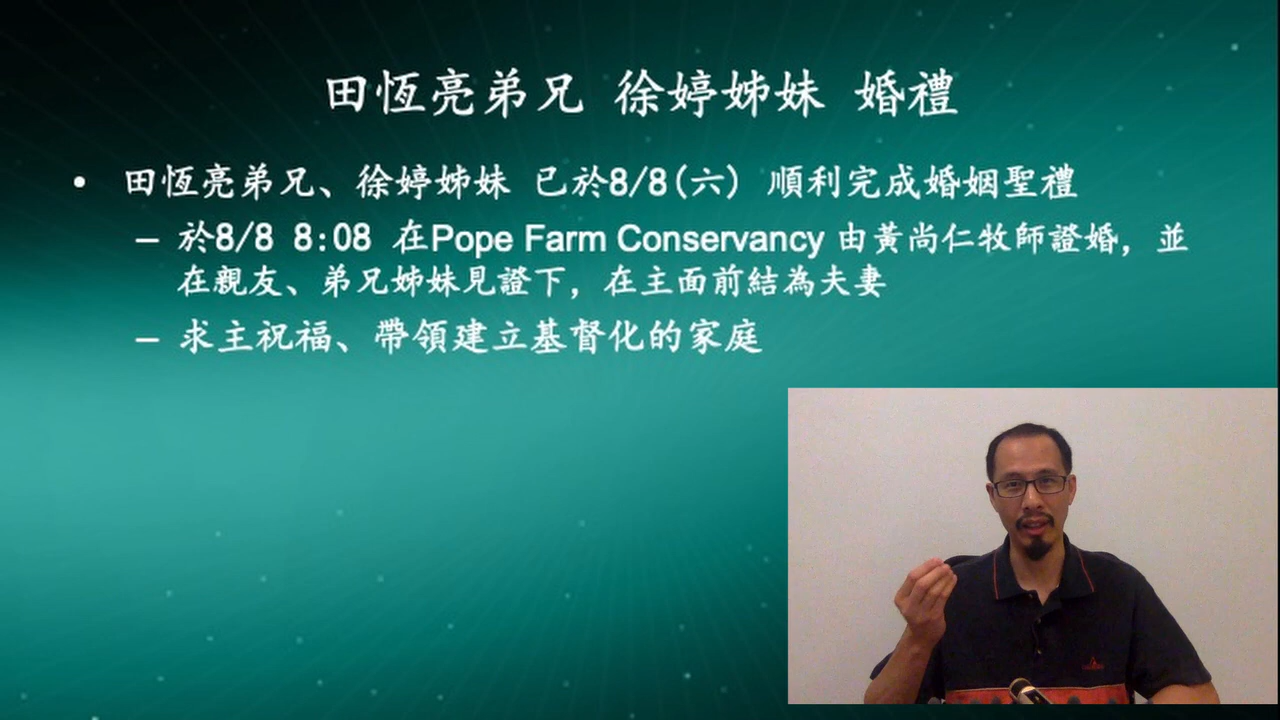 田恆亮弟兄 徐婷姊妹 婚禮
• 田恆亮弟兄、徐婷姊妹 已於8/8(六) 順利完成婚姻聖禮
– 於8/8 8:08 在Pope Farm Conservancy 由黃尚仁牧師證婚，並
在親友、弟兄姊妹見證下，在主面前結為夫妻
– 求主祝福、帶領建立基督化的家庭